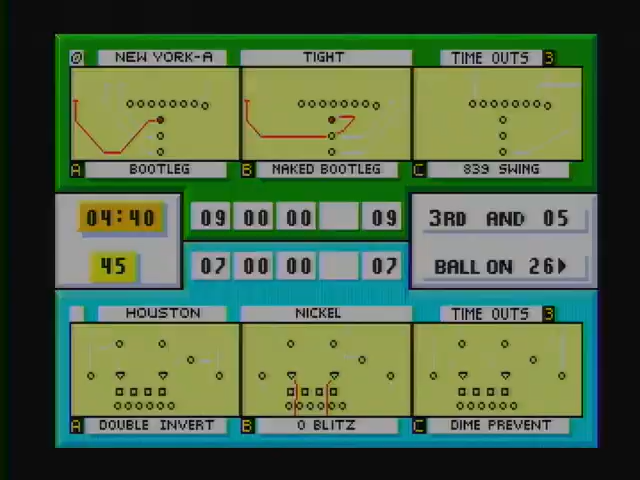 NEW YORK-A TIGHT TIME OUTS 3
A BOOTLEG B NAKED BOOTLEG C 839 SWING
04:40 09 00 00 09 3RD AND 05
45 07 00 00 07 BALL ON 26
HOUSTON NICKEL TIME OUTS 3
A DOUBLE INVERT B 0 BLITZ C DIME PREVENT